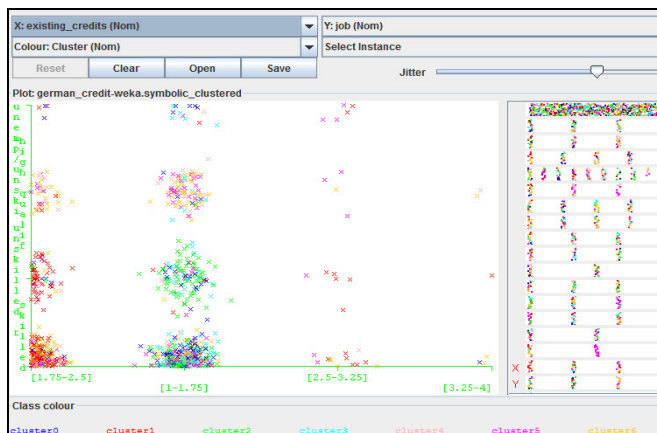 X: existing_credits (Nom)
Y: job (Nom)
Colour: Cluster (Nom)
Select Instance
Reset
Clear
Open
Save
Jitter
Plot: german_credit-weka.symbolic_clustered
[1.75-2.5]
[1-1.75]
[2.5-3.25]
[3.25-4]
X
Y
Class colour
cluster0
cluster1
cluster2
cluster3
cluster4
cluster5
cluster6